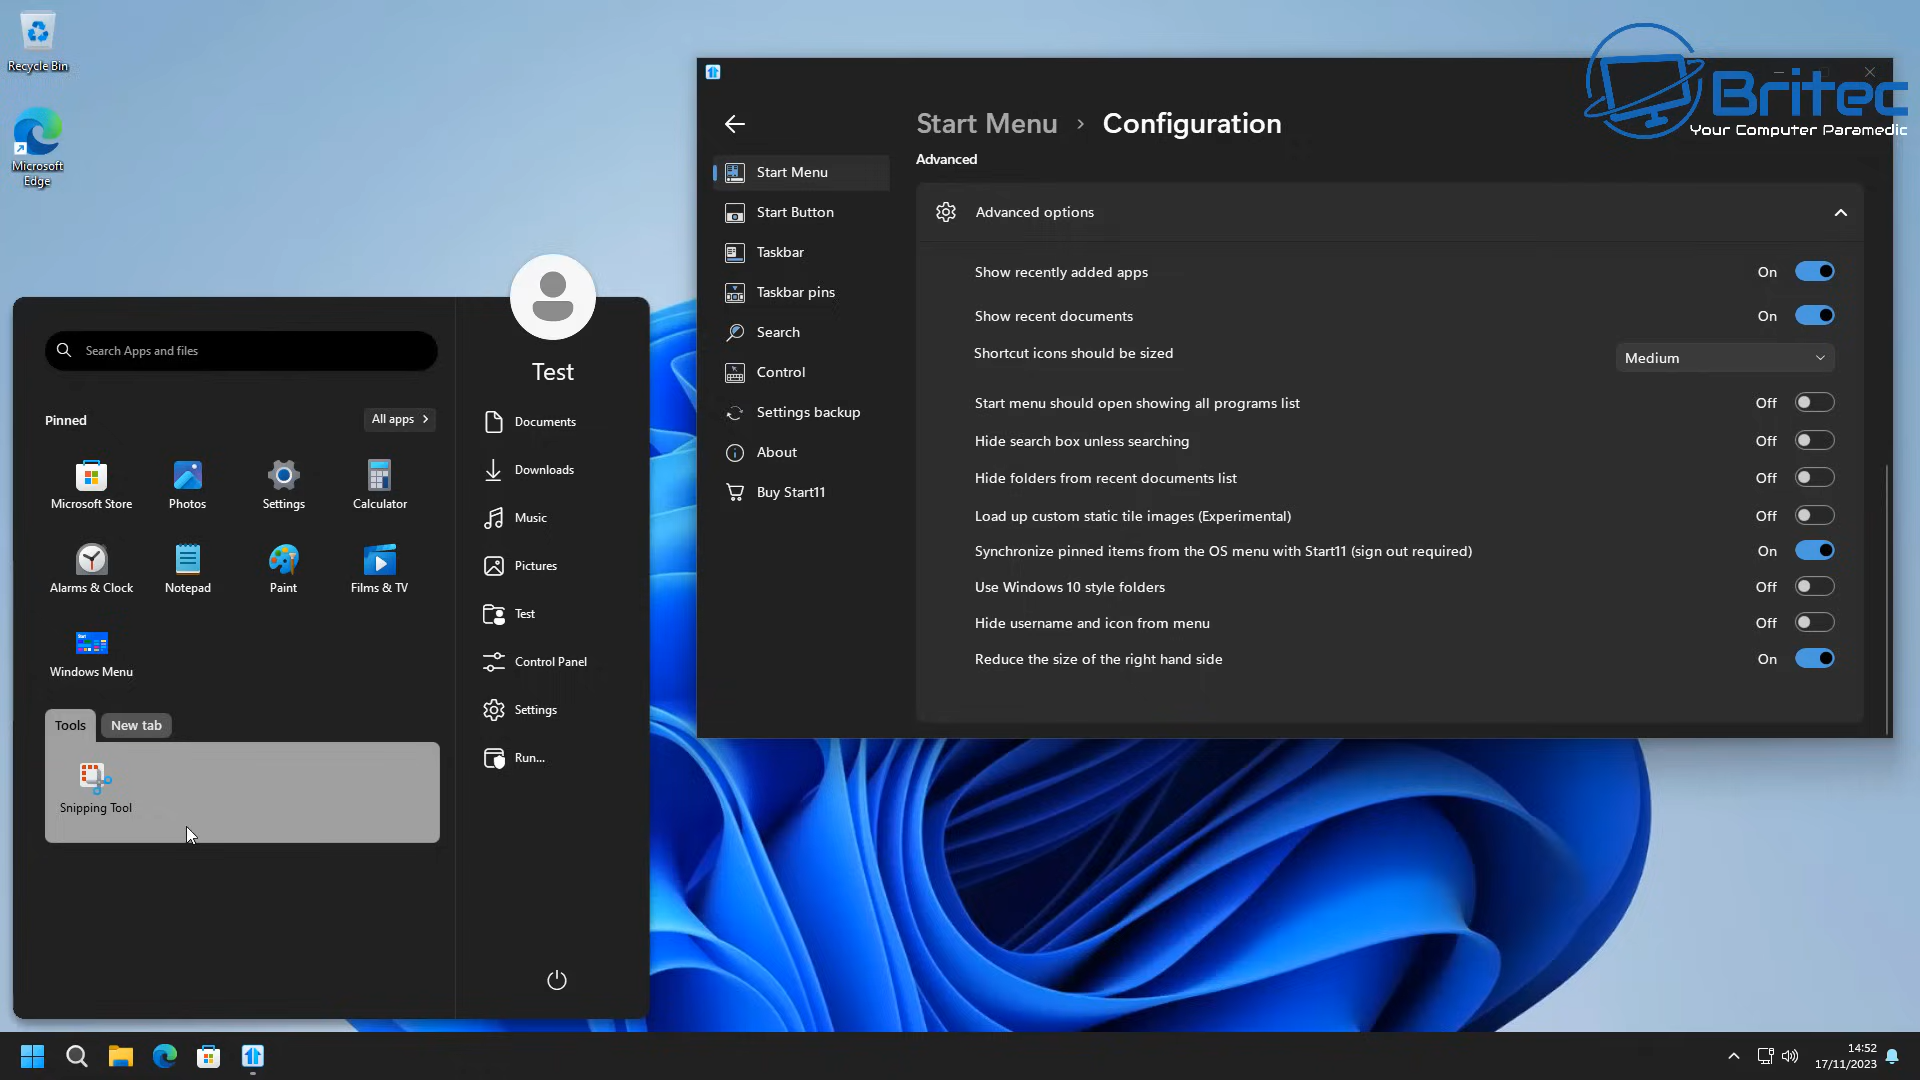 Recycle Bin
Microsoft
Edge
Britec
Your Computer Paramedic
Start Menu > Configuration
Advanced
Start Menu
Start Button
Taskbar
Taskbar pins
Search
Control
Settings backup
About
Buy Start11
Advanced options
Show recently added apps On
Show recent documents On
Shortcut icons should be sized Medium
Start menu should open showing all programs list Off
Hide search box unless searching Off
Hide folders from recent documents list Off
Load up custom static tile images (Experimental) Off
Synchronize pinned items from the OS menu with Start11 (sign out required) On
Use Windows 10 style folders Off
Hide username and icon from menu Off
Reduce the size of the right hand side On
Search Apps and files
Pinned
All apps >
Microsoft Store
Photos
Settings
Calculator
Alarms & Clock
Notepad
Paint
Films & TV
Start
Windows Menu
Tools
New tab
Snipping Tool
Test
Documents
Downloads
Music
Pictures
Test
Control Panel
Settings
Run...
14:52
17/11/2023